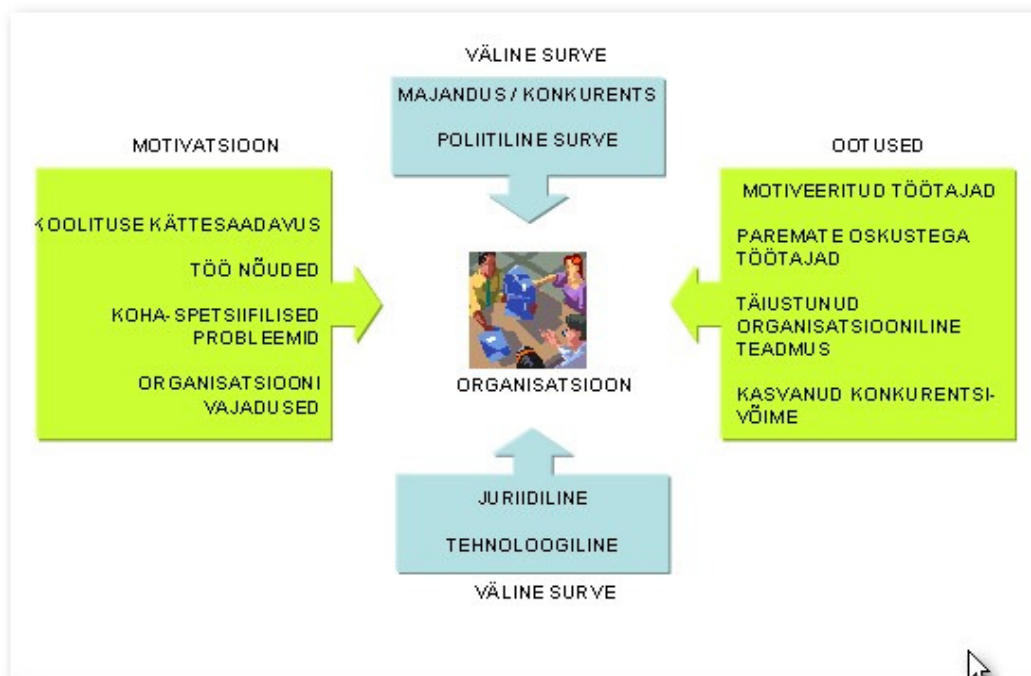 VÄLINE SURVE
MAJANDUS / KONKURENTS
POLIITILINE SURVE
MOTIVATSIOON
KOOLITUSE KÄTTESAADAVUS
TÖÖ NÕUDED
KOHA-SPETSIIFILISED
PROBLEEMID
ORGANISATSIOONI
VAJADUSED
ORGANISATSIOON
OOTUSED
MOTIVEERITUD TÖÖTAJAD
PAREMATE OSKUSTEGA
TÖÖTAJAD
TÄIUSTUNUD
ORGANISATSIOONILINE
TEADMUS
KASVANUD KONKURENTSI-
VÕIME
JURIIDILINE
TEHNOLOOGILINE
VÄLINE SURVE